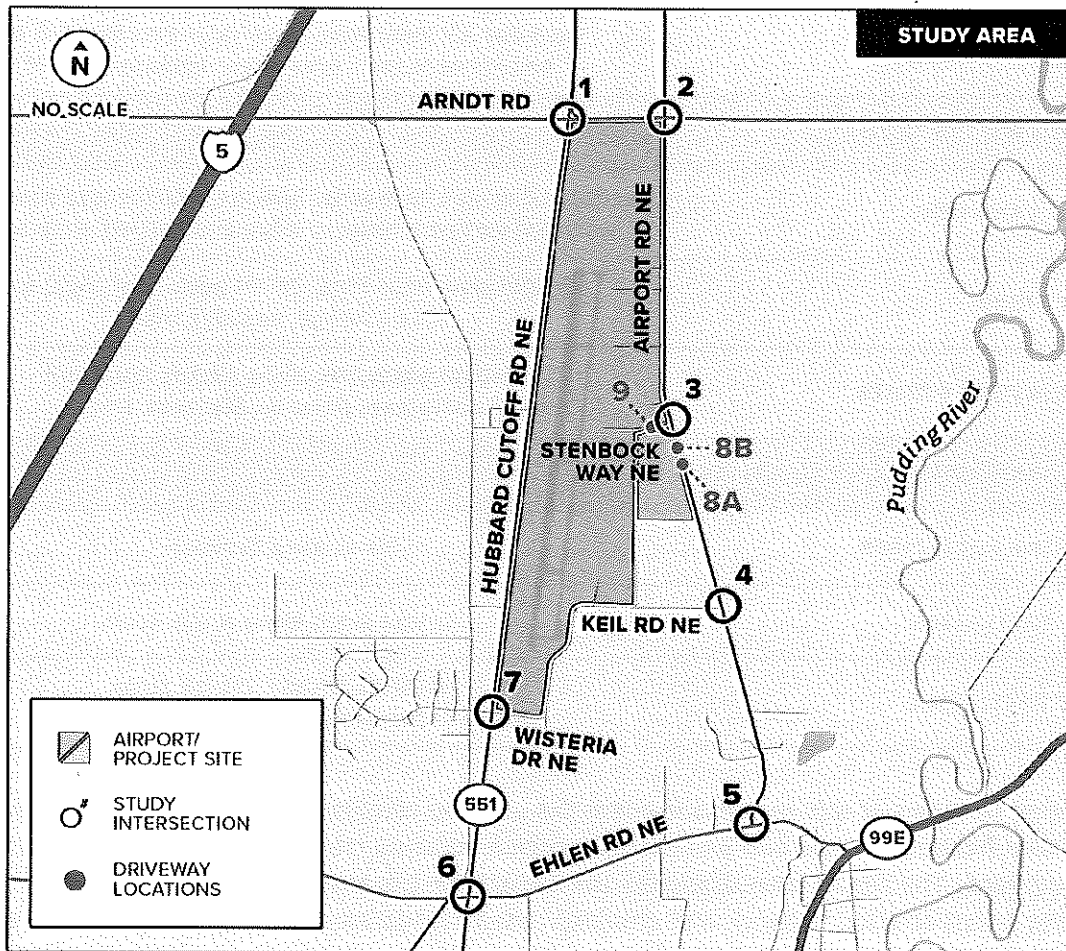 STUDY AREA
N
NO SCALE
ARNDT RD
1
2
5
HUBBARD CUTOFF RD NE
AIRPORT RD NE
3
9
STENBOCK
WAY NE
8B
8A
Pudding River
4
KEIL RD NE
7
WISTERIA
DR NE
551
5
EHLEN RD NE
99E
6
AIRPORT/
PROJECT SITE
#
STUDY
INTERSECTION
DRIVEWAY
LOCATIONS